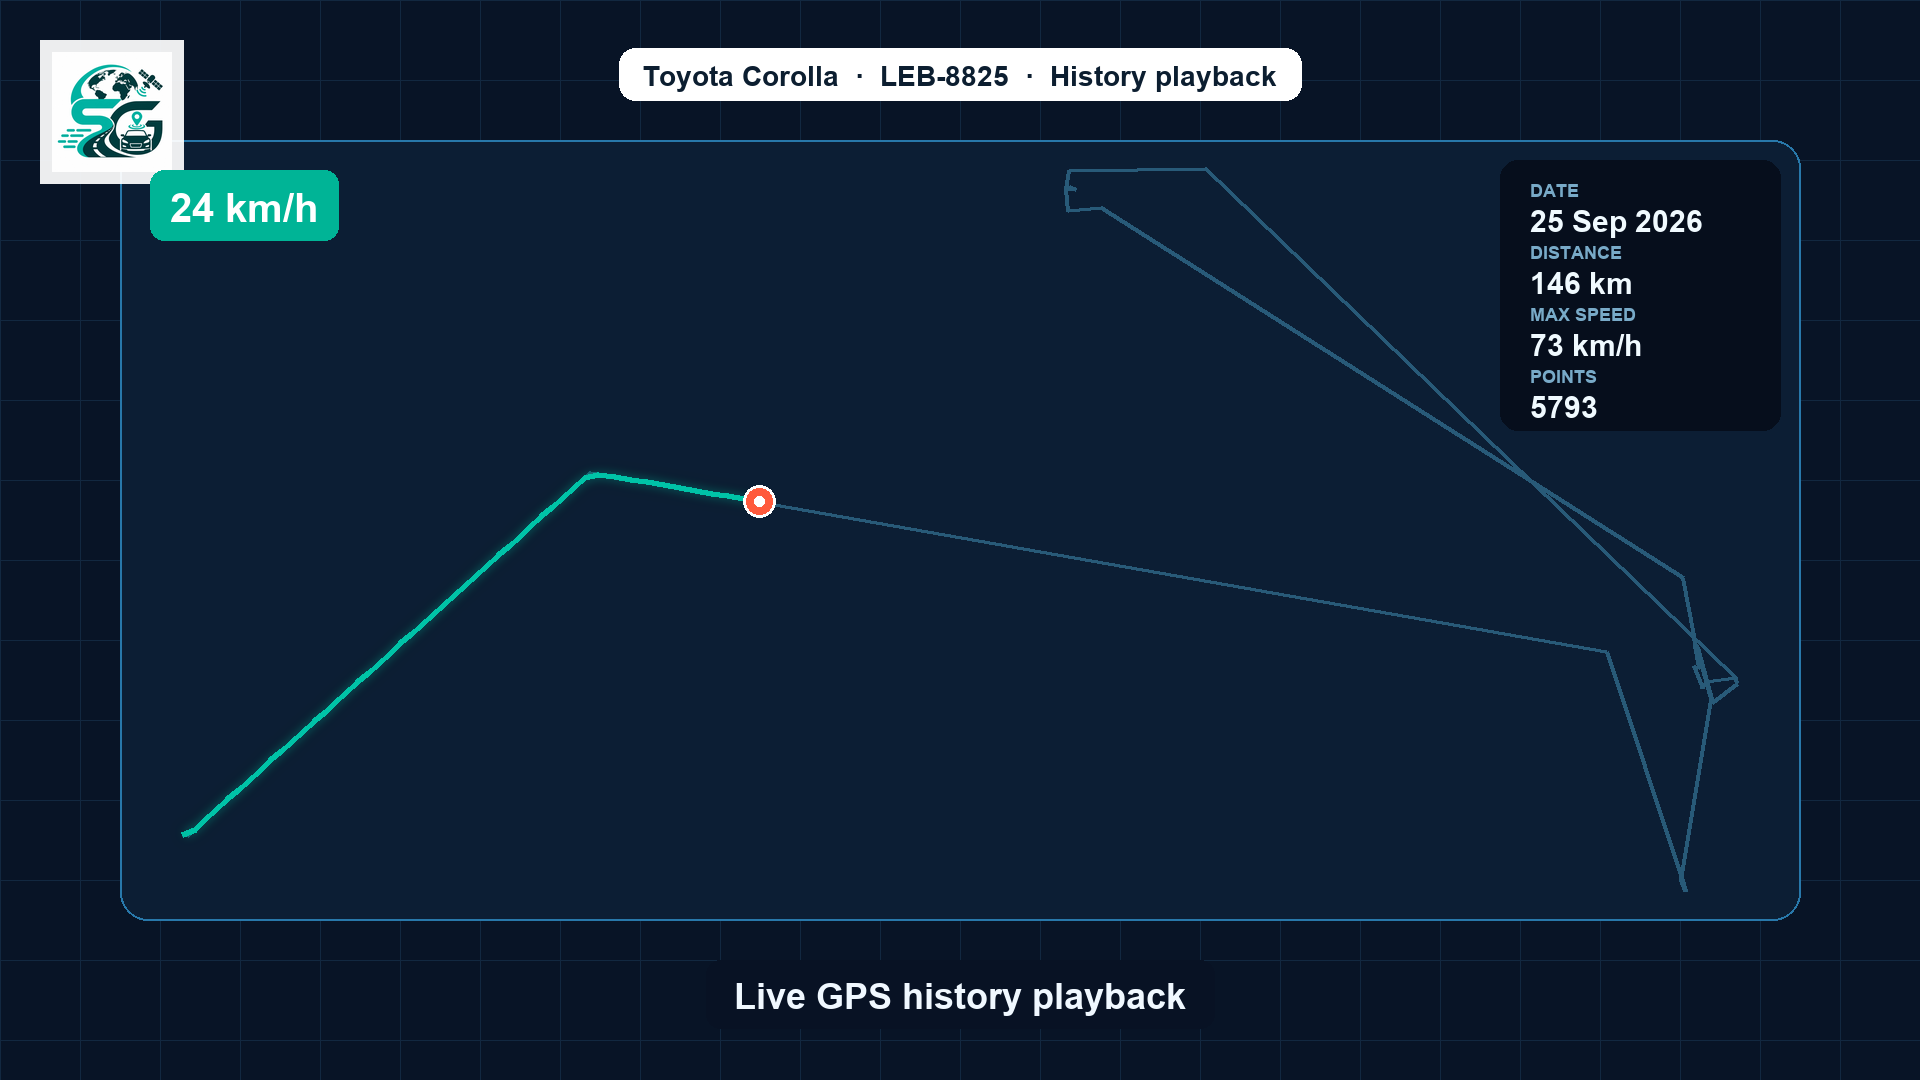 SG
Toyota Corolla · LEB-8825 · History playback
24 km/h
DATE
25 Sep 2026
DISTANCE
146 km
MAX SPEED
73 km/h
POINTS
5793
Live GPS history playback